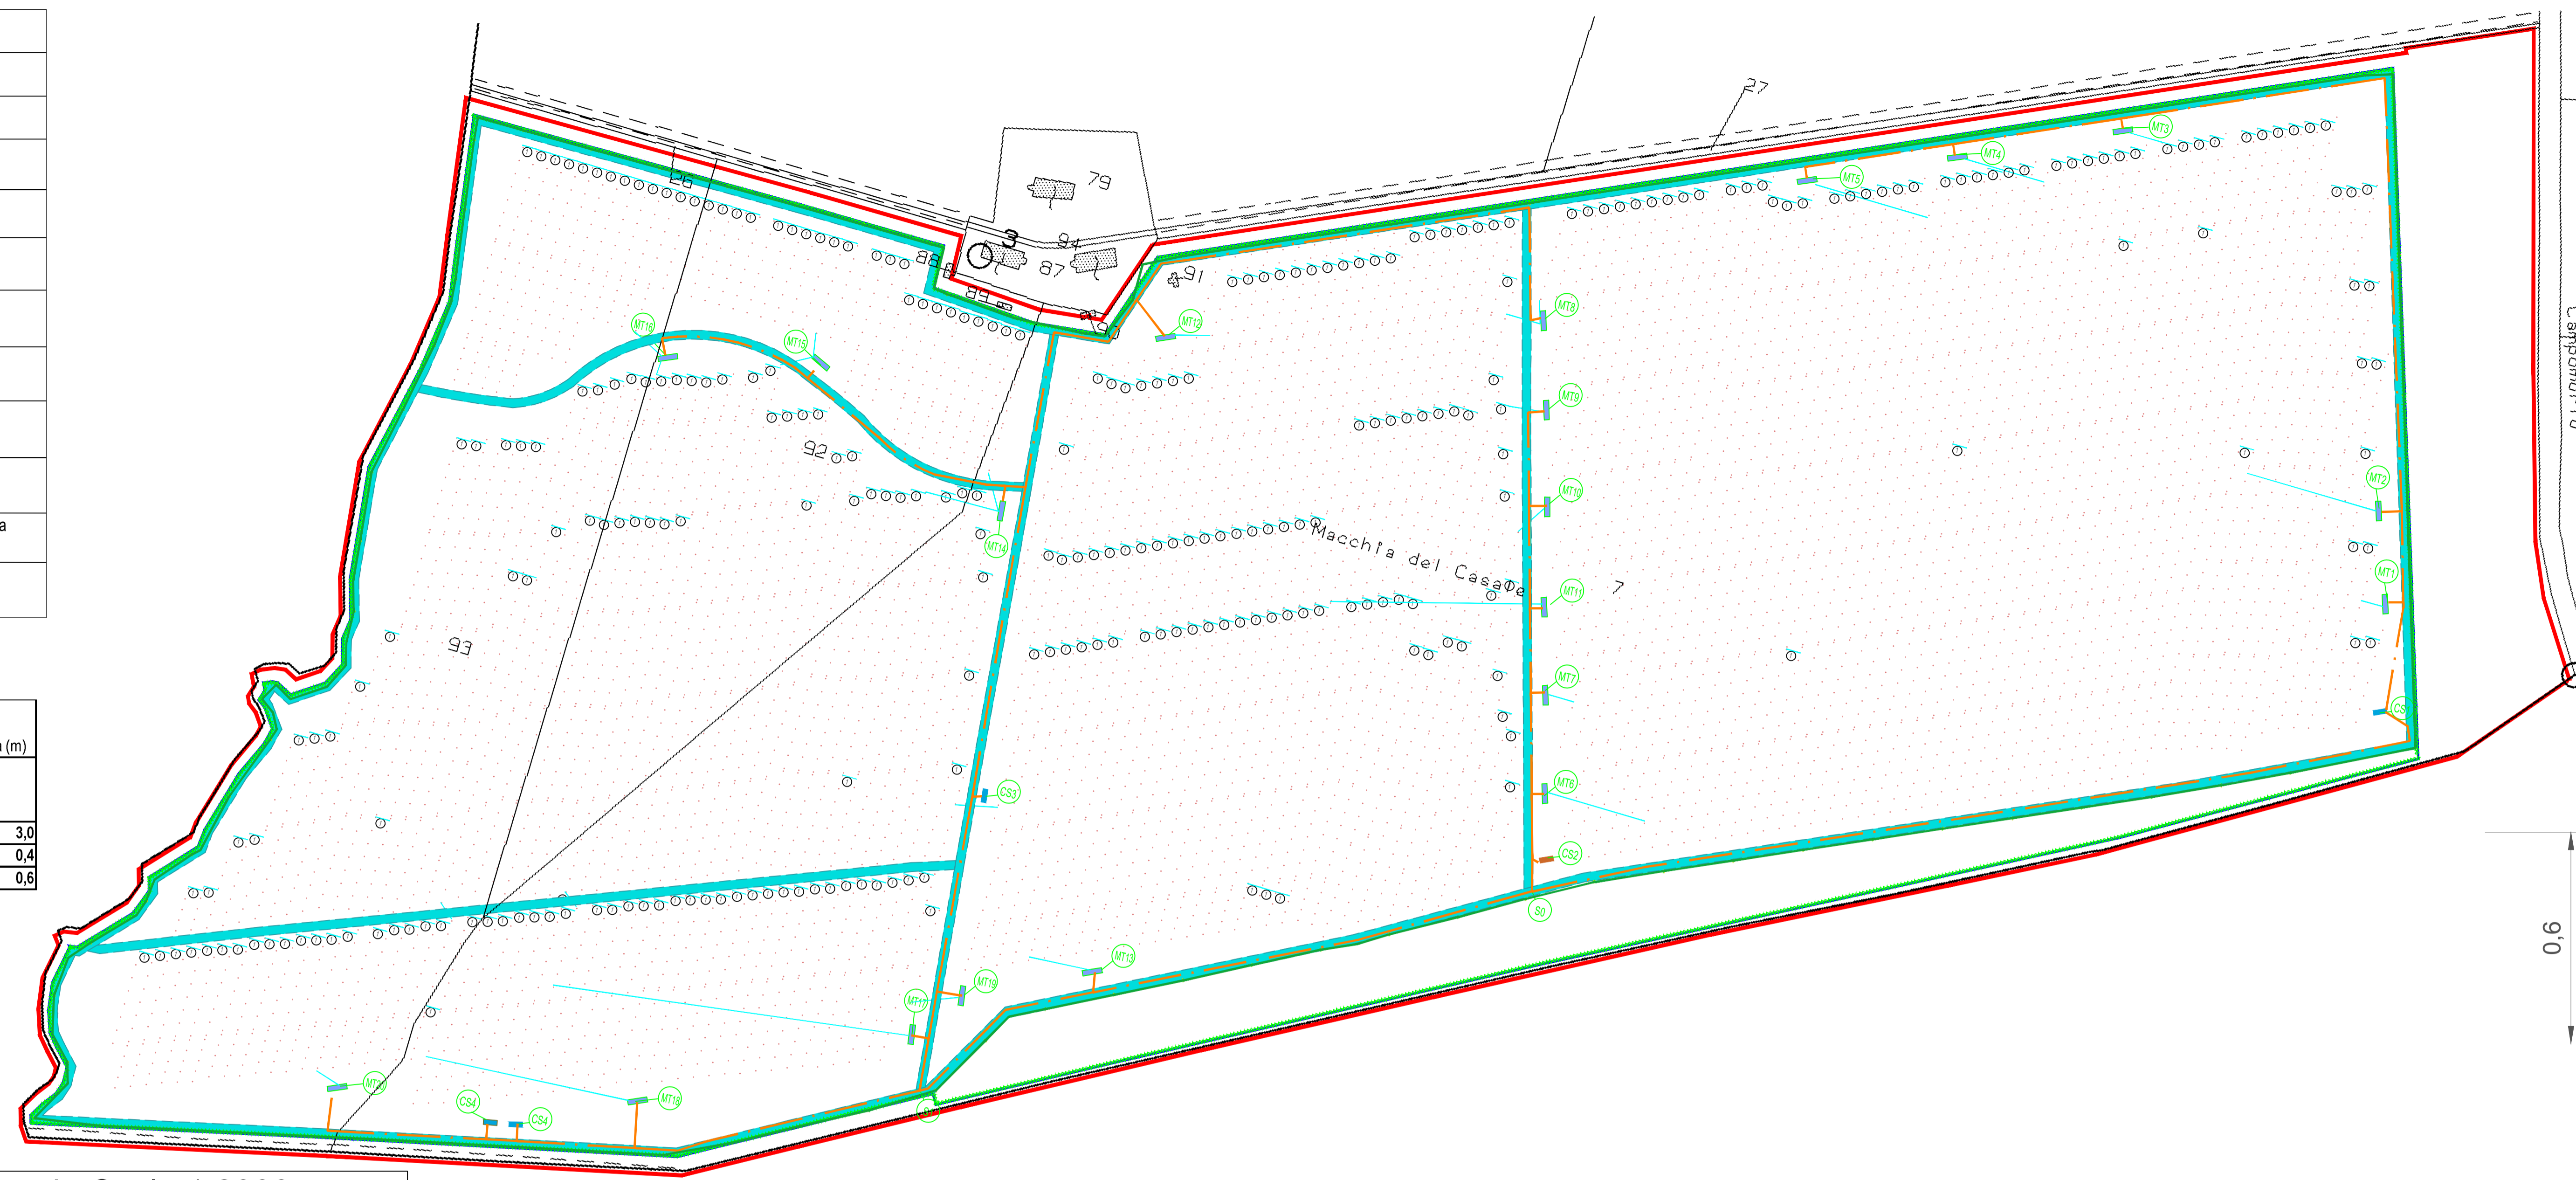 27
MT3
MT4
MT5
26
79
3
94
88
87
89
91
MT8
MT16
MT15
MT12
MT9
92
MT2
MT10
a
MT14
Macchia del Casa
7
MT11
MT1
93
MT7
CS
a (m)
CS3
MT6
3,0
0,4
CS2
0,6
S0
0,6
MT13
MT19
MT17
CS4
CS4
MT18